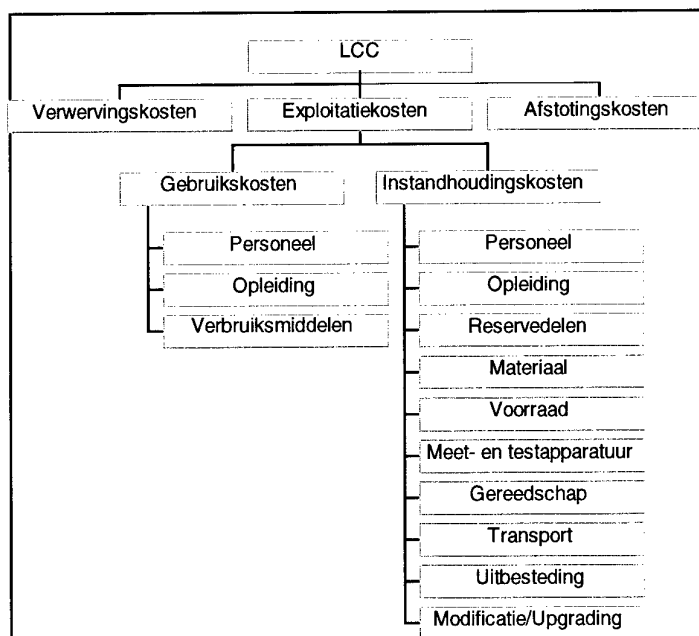 LCC
Verwervingskosten
Exploitatiekosten
Afstotingskosten
Gebruikskosten
Instandhoudingskosten
Personeel
Opleiding
Verbruiksmiddelen
Personeel
Opleiding
Reservedelen
Materiaal
Voorraad
Meet- en testapparatuur
Gereedschap
Transport
Uitbesteding
Modificatie/Upgrading